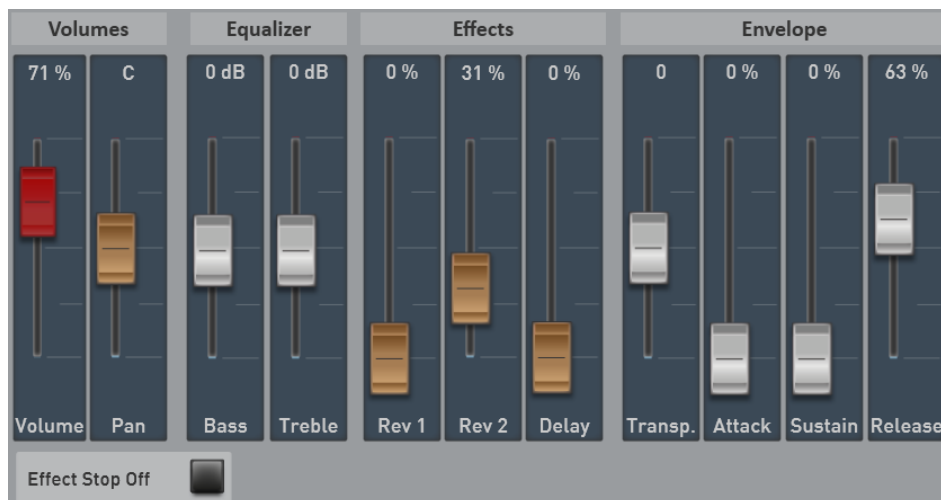 Volumes Equalizer Effects Envelope
71 % C 0 dB 0 dB 0 % 31 % 0 % 0 0 % 0 % 63 %
Volume Pan Bass Treble Rev 1 Rev 2 Delay Transp. Attack Sustain Release
Effect Stop Off